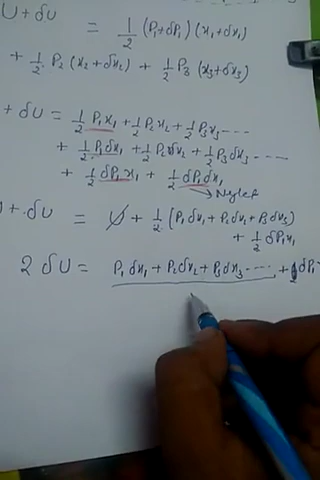 U + δU = 1/2 (P₁+δP₁) (x₁+δx₁)
+ 1/2 P₂ (x₂+δx₂) + 1/2 P₃ (x₃+δx₃)
+ δU = 1/2 P₁x₁ + 1/2 P₂x₂ + 1/2 P₃x₃ ----
+ 1/2 P₁δx₁ + 1/2 P₂δx₂ + 1/2 P₃δx₃ -----
+ 1/2 δP₁x₁ + 1/2 δP₁δx₁
→ Neglet
+ δU = U + 1/2 (P₁δx₁ + P₂δx₂ + P₃δx₃)
+ 1/2 δP₁x₁
2 δU = P₁δx₁ + P₂δx₂ + P₃δx₃ ----- + δP₁